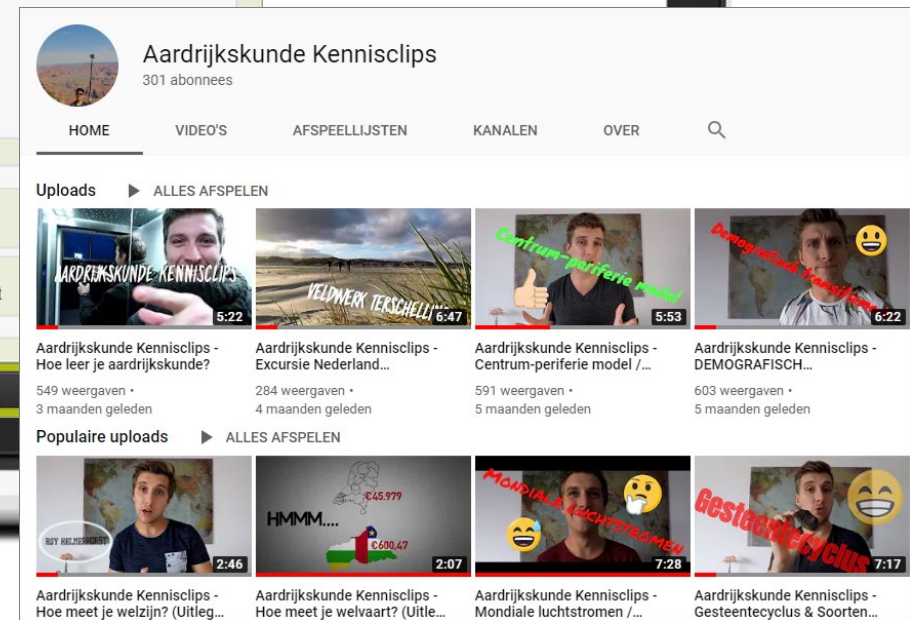 Aardrijkskunde Kennisclips
301 abonnees
HOME VIDEO'S AFSPEELLIJSTEN KANALEN OVER
Uploads ALLES AFSPELEN
AARDRIJKSKUNDE KENNISCLIPS
5:22
VELDWERK TERSCHELLI
6:47
Centrum-periferie model
5:53
Demografisch transitie
6:22
Aardrijkskunde Kennisclips -
Hoe leer je aardrijkskunde?
549 weergaven •
3 maanden geleden
Aardrijkskunde Kennisclips -
Excursie Nederland...
284 weergaven •
4 maanden geleden
Aardrijkskunde Kennisclips -
Centrum-periferie model /...
591 weergaven •
5 maanden geleden
Aardrijkskunde Kennisclips -
DEMOGRAFISCH...
603 weergaven •
5 maanden geleden
Populaire uploads ALLES AFSPELEN
ROY HELMERHORST
2:46
€45.979
HMMM....
€600,47
2:07
MONDIALE LUCHTSTROMEN
7:28
Gesteentecyclus
7:17
Aardrijkskunde Kennisclips -
Hoe meet je welzijn? (Uitleg...
Aardrijkskunde Kennisclips -
Hoe meet je welvaart? (Uitle...
Aardrijkskunde Kennisclips -
Mondiale luchtstromen /...
Aardrijkskunde Kennisclips -
Gesteentecyclus & Soorten...